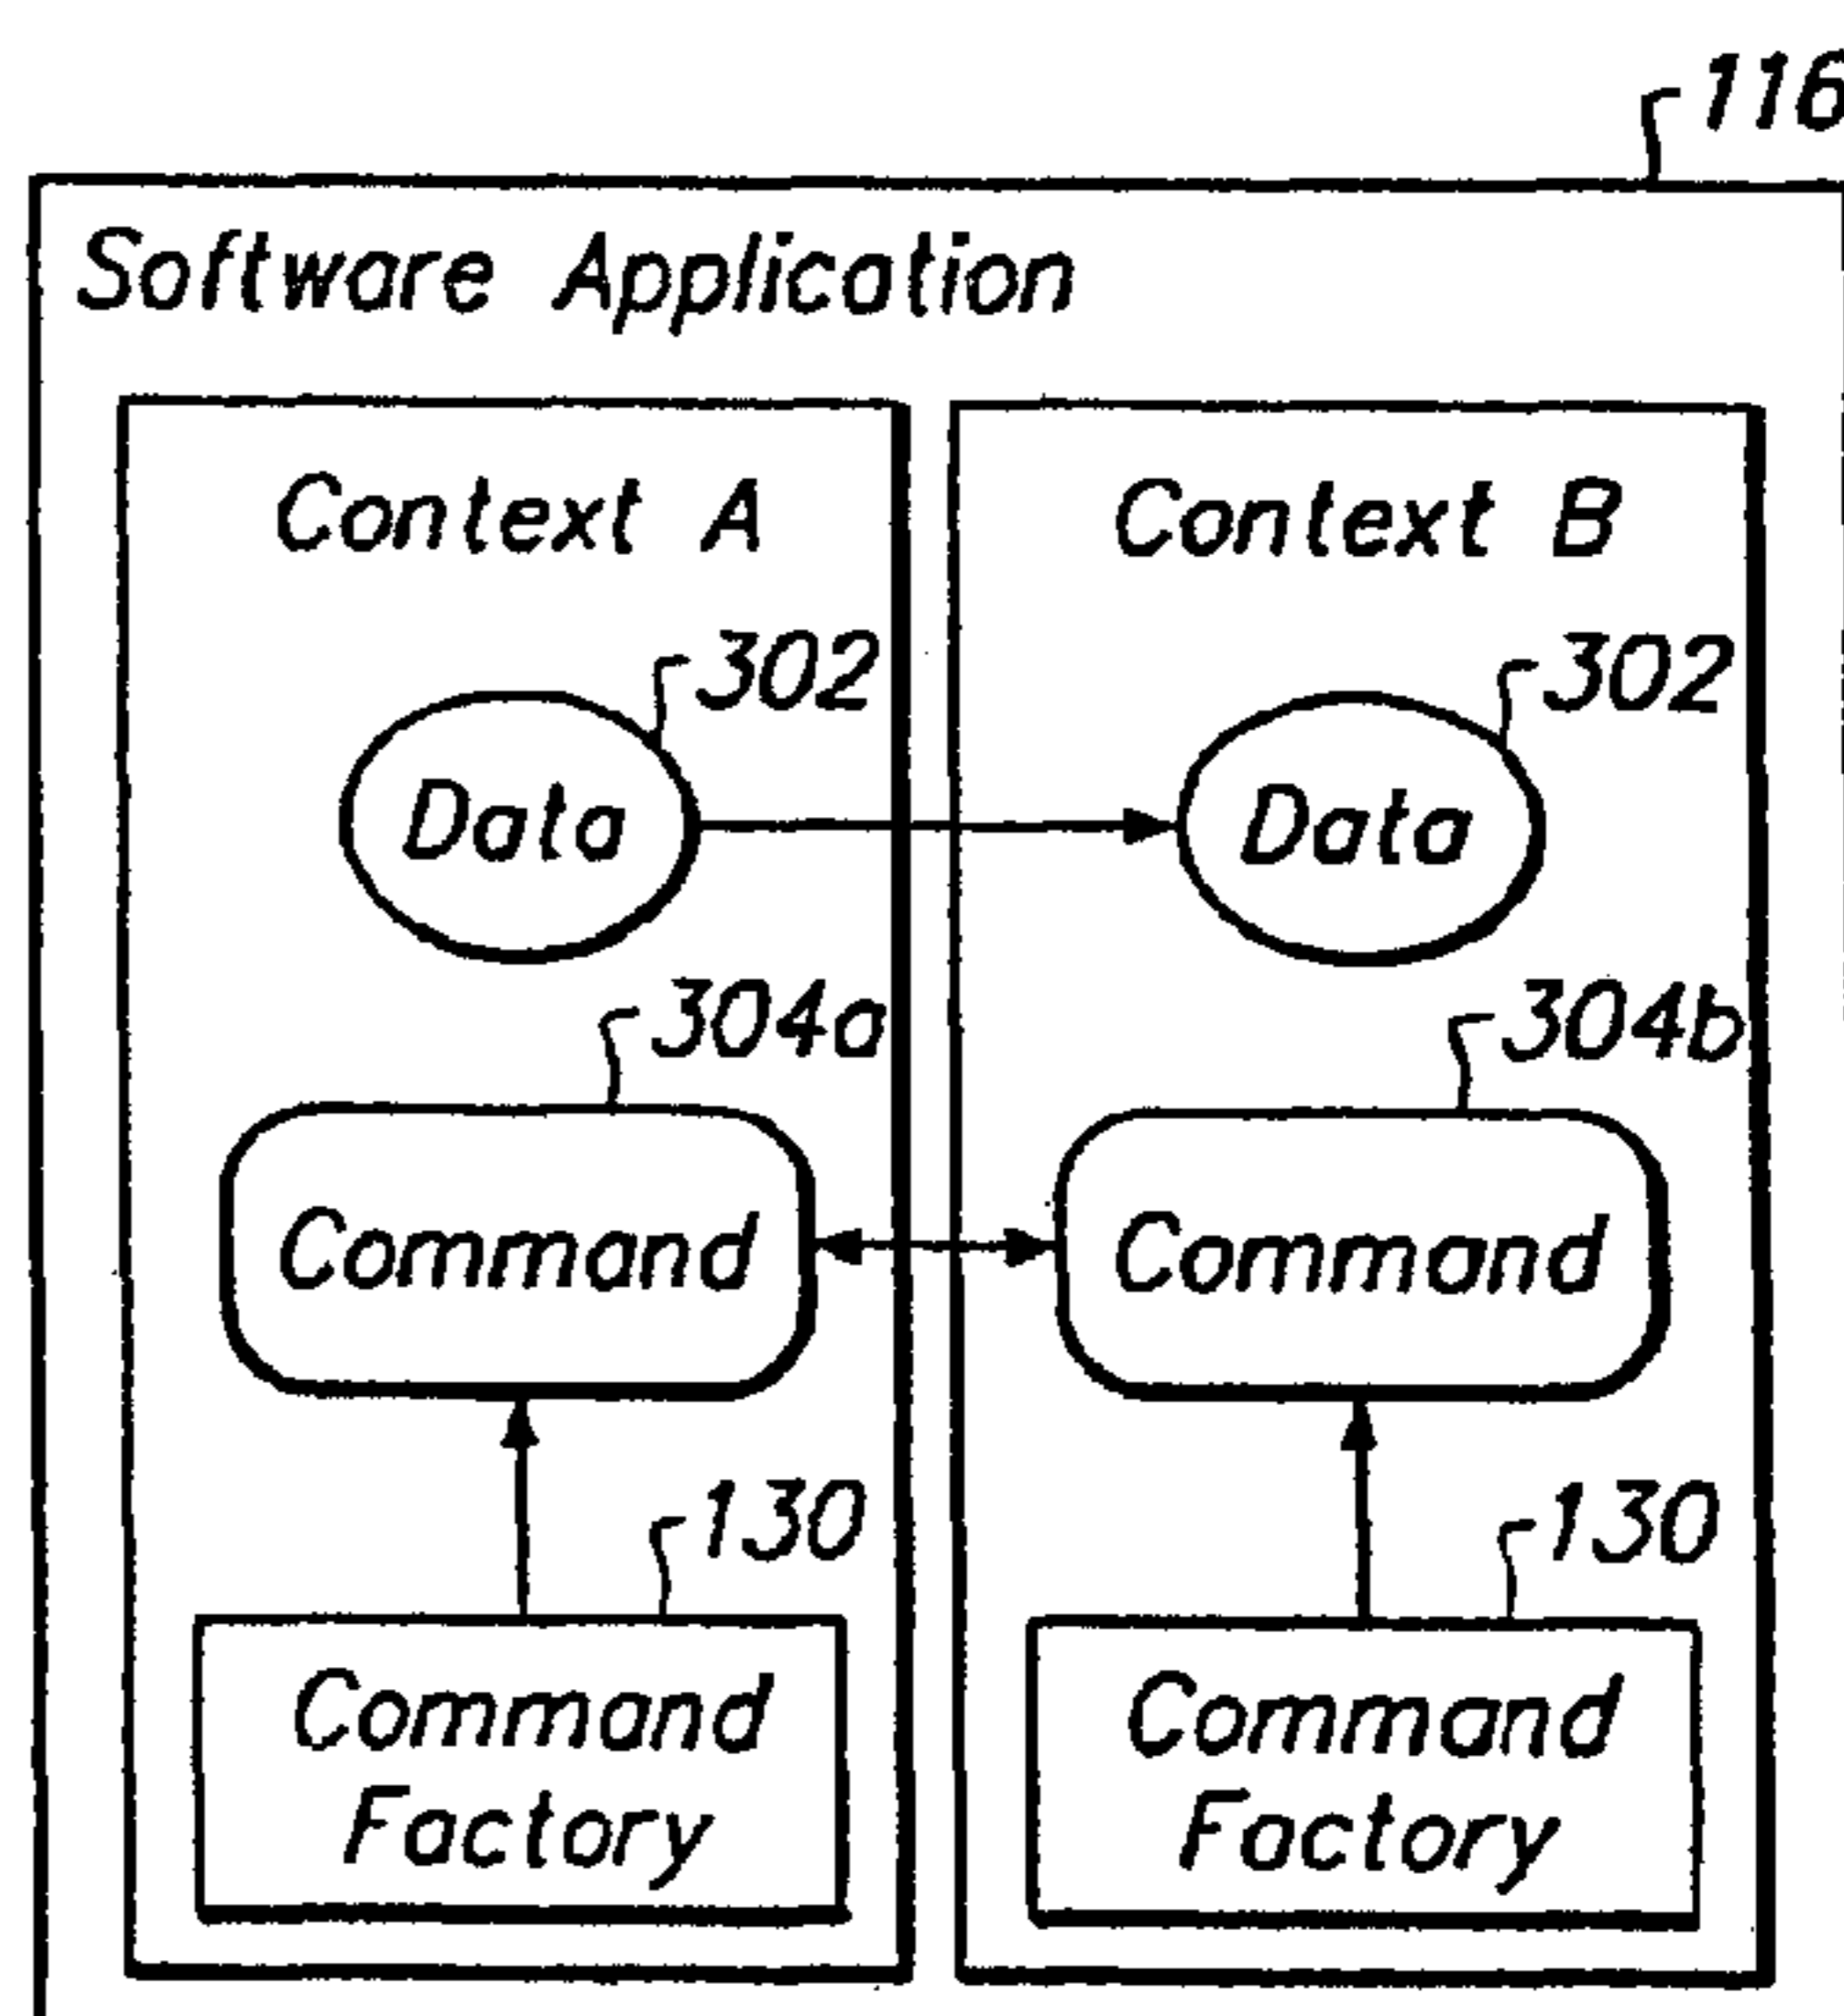 116
Software Application
Context A
302
Data
304a
Command
130
Command
Factory
Context B
302
Data
304b
Command
130
Command
Factory